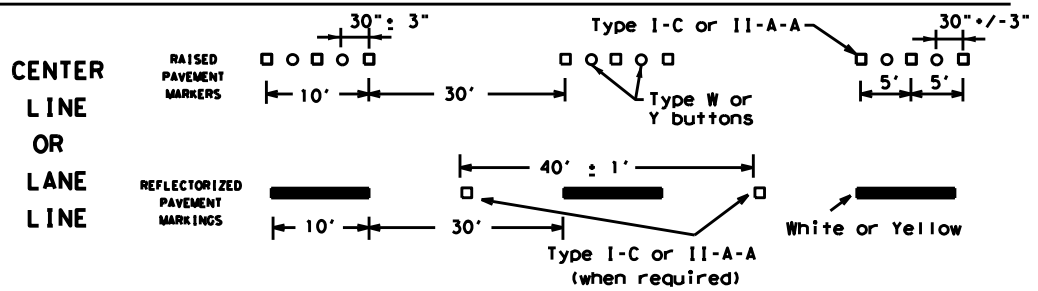 CENTER
LINE
OR
LANE
LINE
RAISED
PAVEMENT
MARKERS
30" ± 3"
10'
30'
Type I-C or II-A-A
Type W or
Y buttons
30"+/-3"
5'
5'
REFLECTORIZED
PAVEMENT
MARKINGS
10'
30'
40' ± 1'
Type I-C or II-A-A
(when required)
White or Yellow